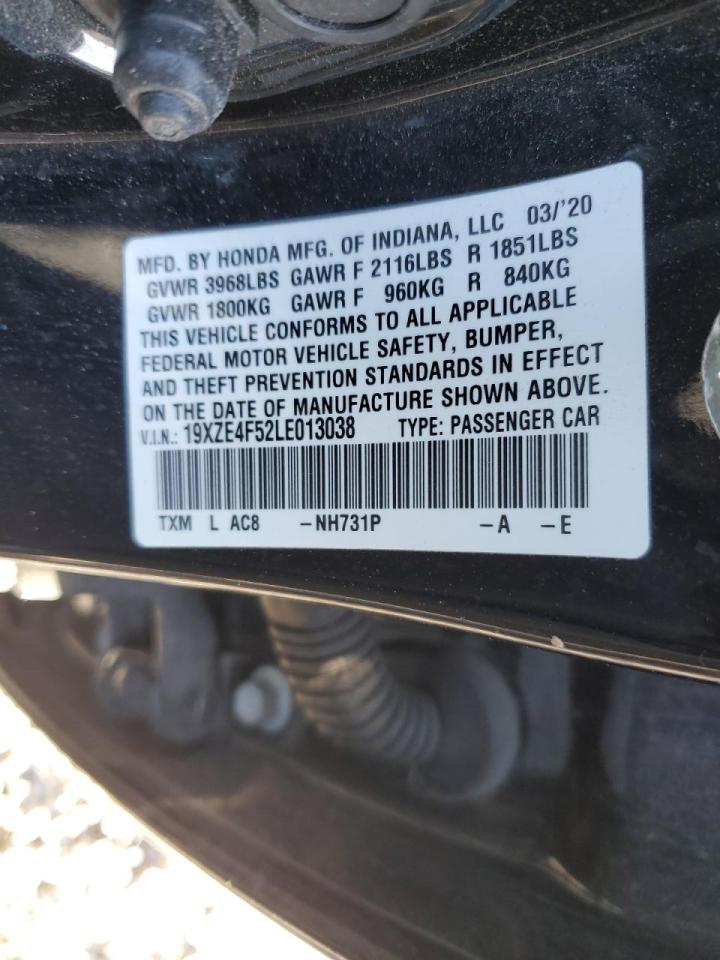 MFD. BY HONDA MFG. OF INDIANA, LLC 03/'20
GVWR 3968LBS GAWR F 2116LBS R 1851LBS
GVWR 1800KG GAWR F 960KG R 840KG
THIS VEHICLE CONFORMS TO ALL APPLICABLE
FEDERAL MOTOR VEHICLE SAFETY, BUMPER,
AND THEFT PREVENTION STANDARDS IN EFFECT
ON THE DATE OF MANUFACTURE SHOWN ABOVE.
V.I.N.: 19XZE4F52LE013038 TYPE: PASSENGER CAR
TXM L AC8 -NH731P -A -E